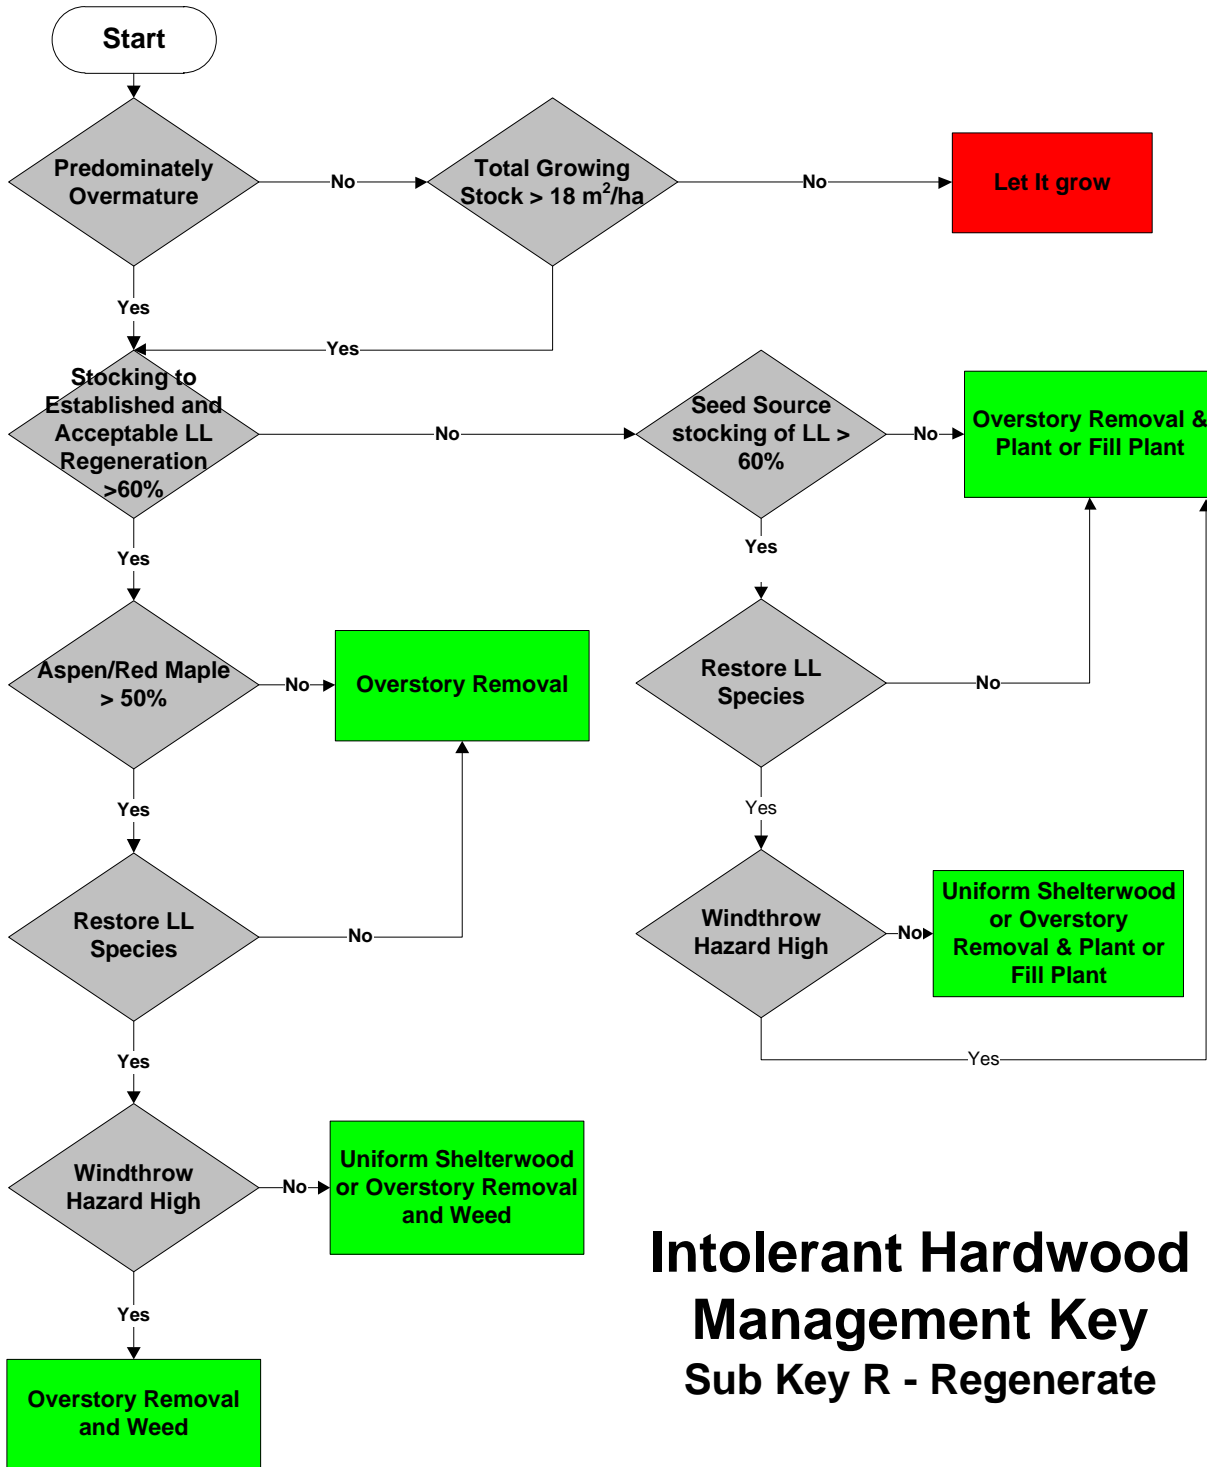 Start
Predominately
Overmature
No
Total Growing
Stock > 18 m²/ha
No
Let It grow
Yes
Yes
Stocking to
Established and
Acceptable LL
Regeneration
>60%
No
Seed Source
stocking of LL >
60%
No
Overstory Removal &
Plant or Fill Plant
Yes
Yes
Aspen/Red Maple
> 50%
No
Overstory Removal
Restore LL
Species
No
Yes
Yes
Restore LL
Species
No
Windthrow
Hazard High
No
Uniform Shelterwood
or Overstory
Removal & Plant or
Fill Plant
Yes
Yes
Windthrow
Hazard High
No
Uniform Shelterwood
or Overstory Removal
and Weed
Yes
Overstory Removal
and Weed
Intolerant Hardwood
Management Key
Sub Key R - Regenerate